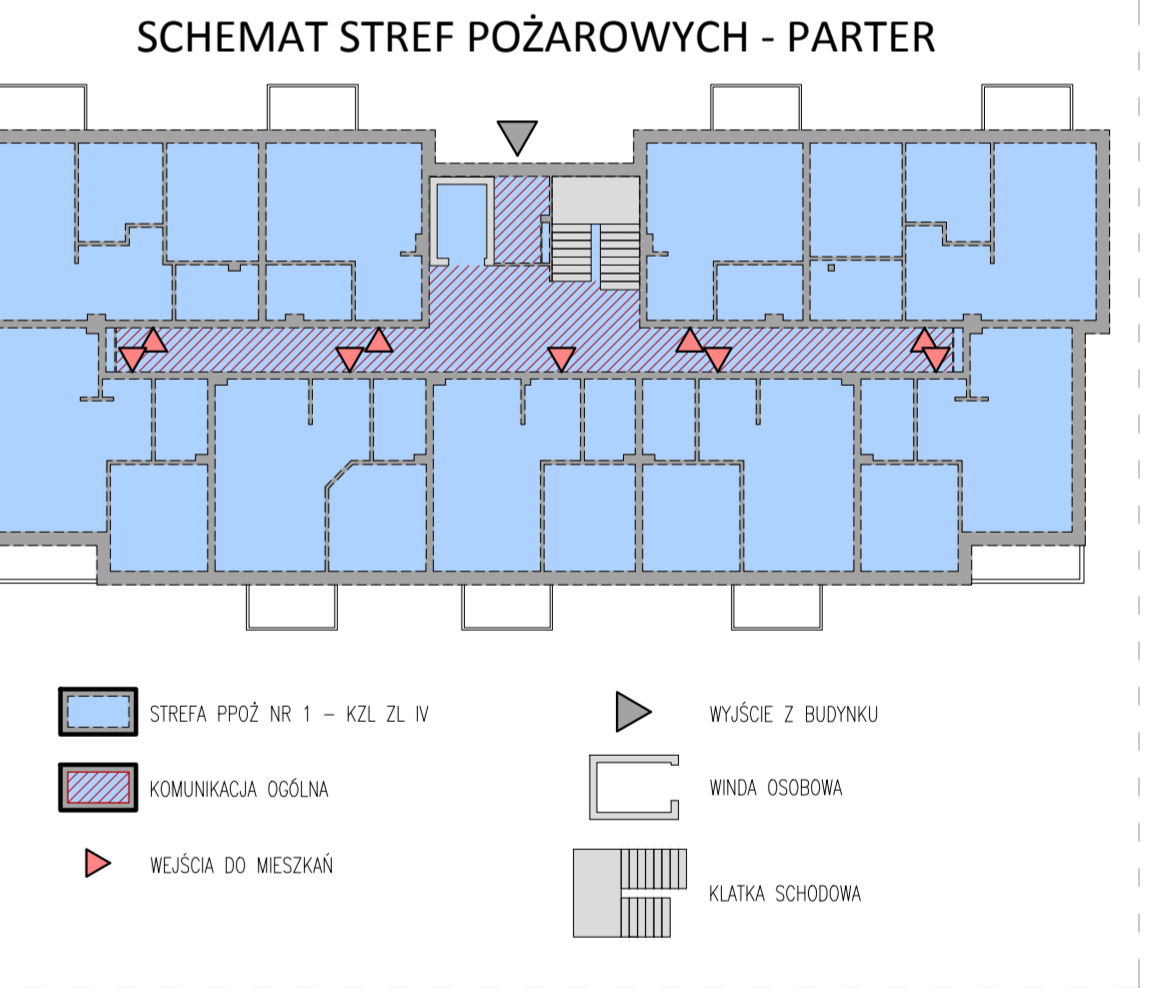 SCHEMAT STREF POŻAROWYCH - PARTER
STREFA PPOŻ NR 1 – KZL ZL IV
KOMUNIKACJA OGÓLNA
WEJŚCIA DO MIESZKAŃ
WYJŚCIE Z BUDYNKU
WINDA OSOBOWA
KLATKA SCHODOWA